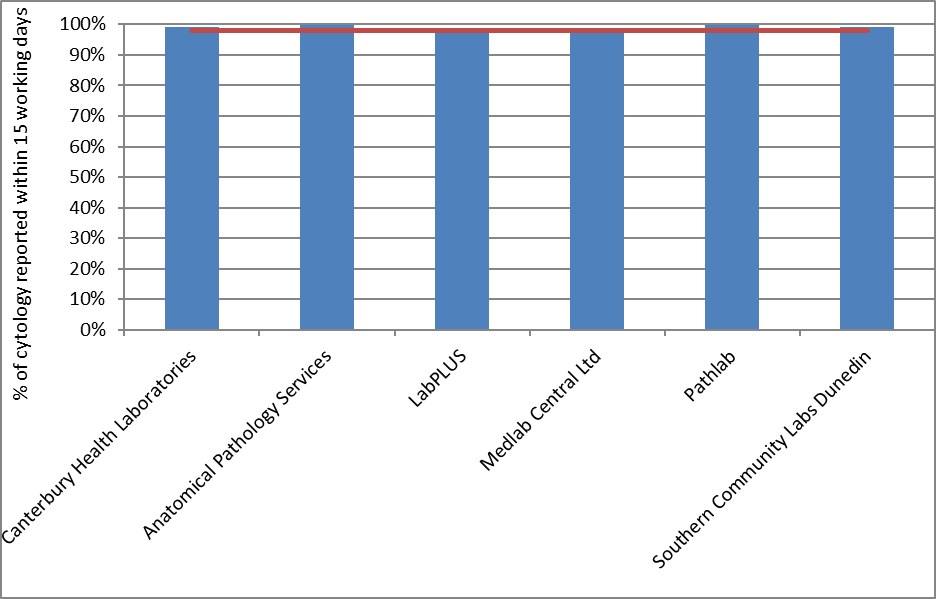 % of cytology reported within 15 working days
100%
90%
80%
70%
60%
50%
40%
30%
20%
10%
0%
Canterbury Health Laboratories
Anatomical Pathology Services
LabPLUS
Medlab Central Ltd
Pathlab
Southern Community Labs Dunedin